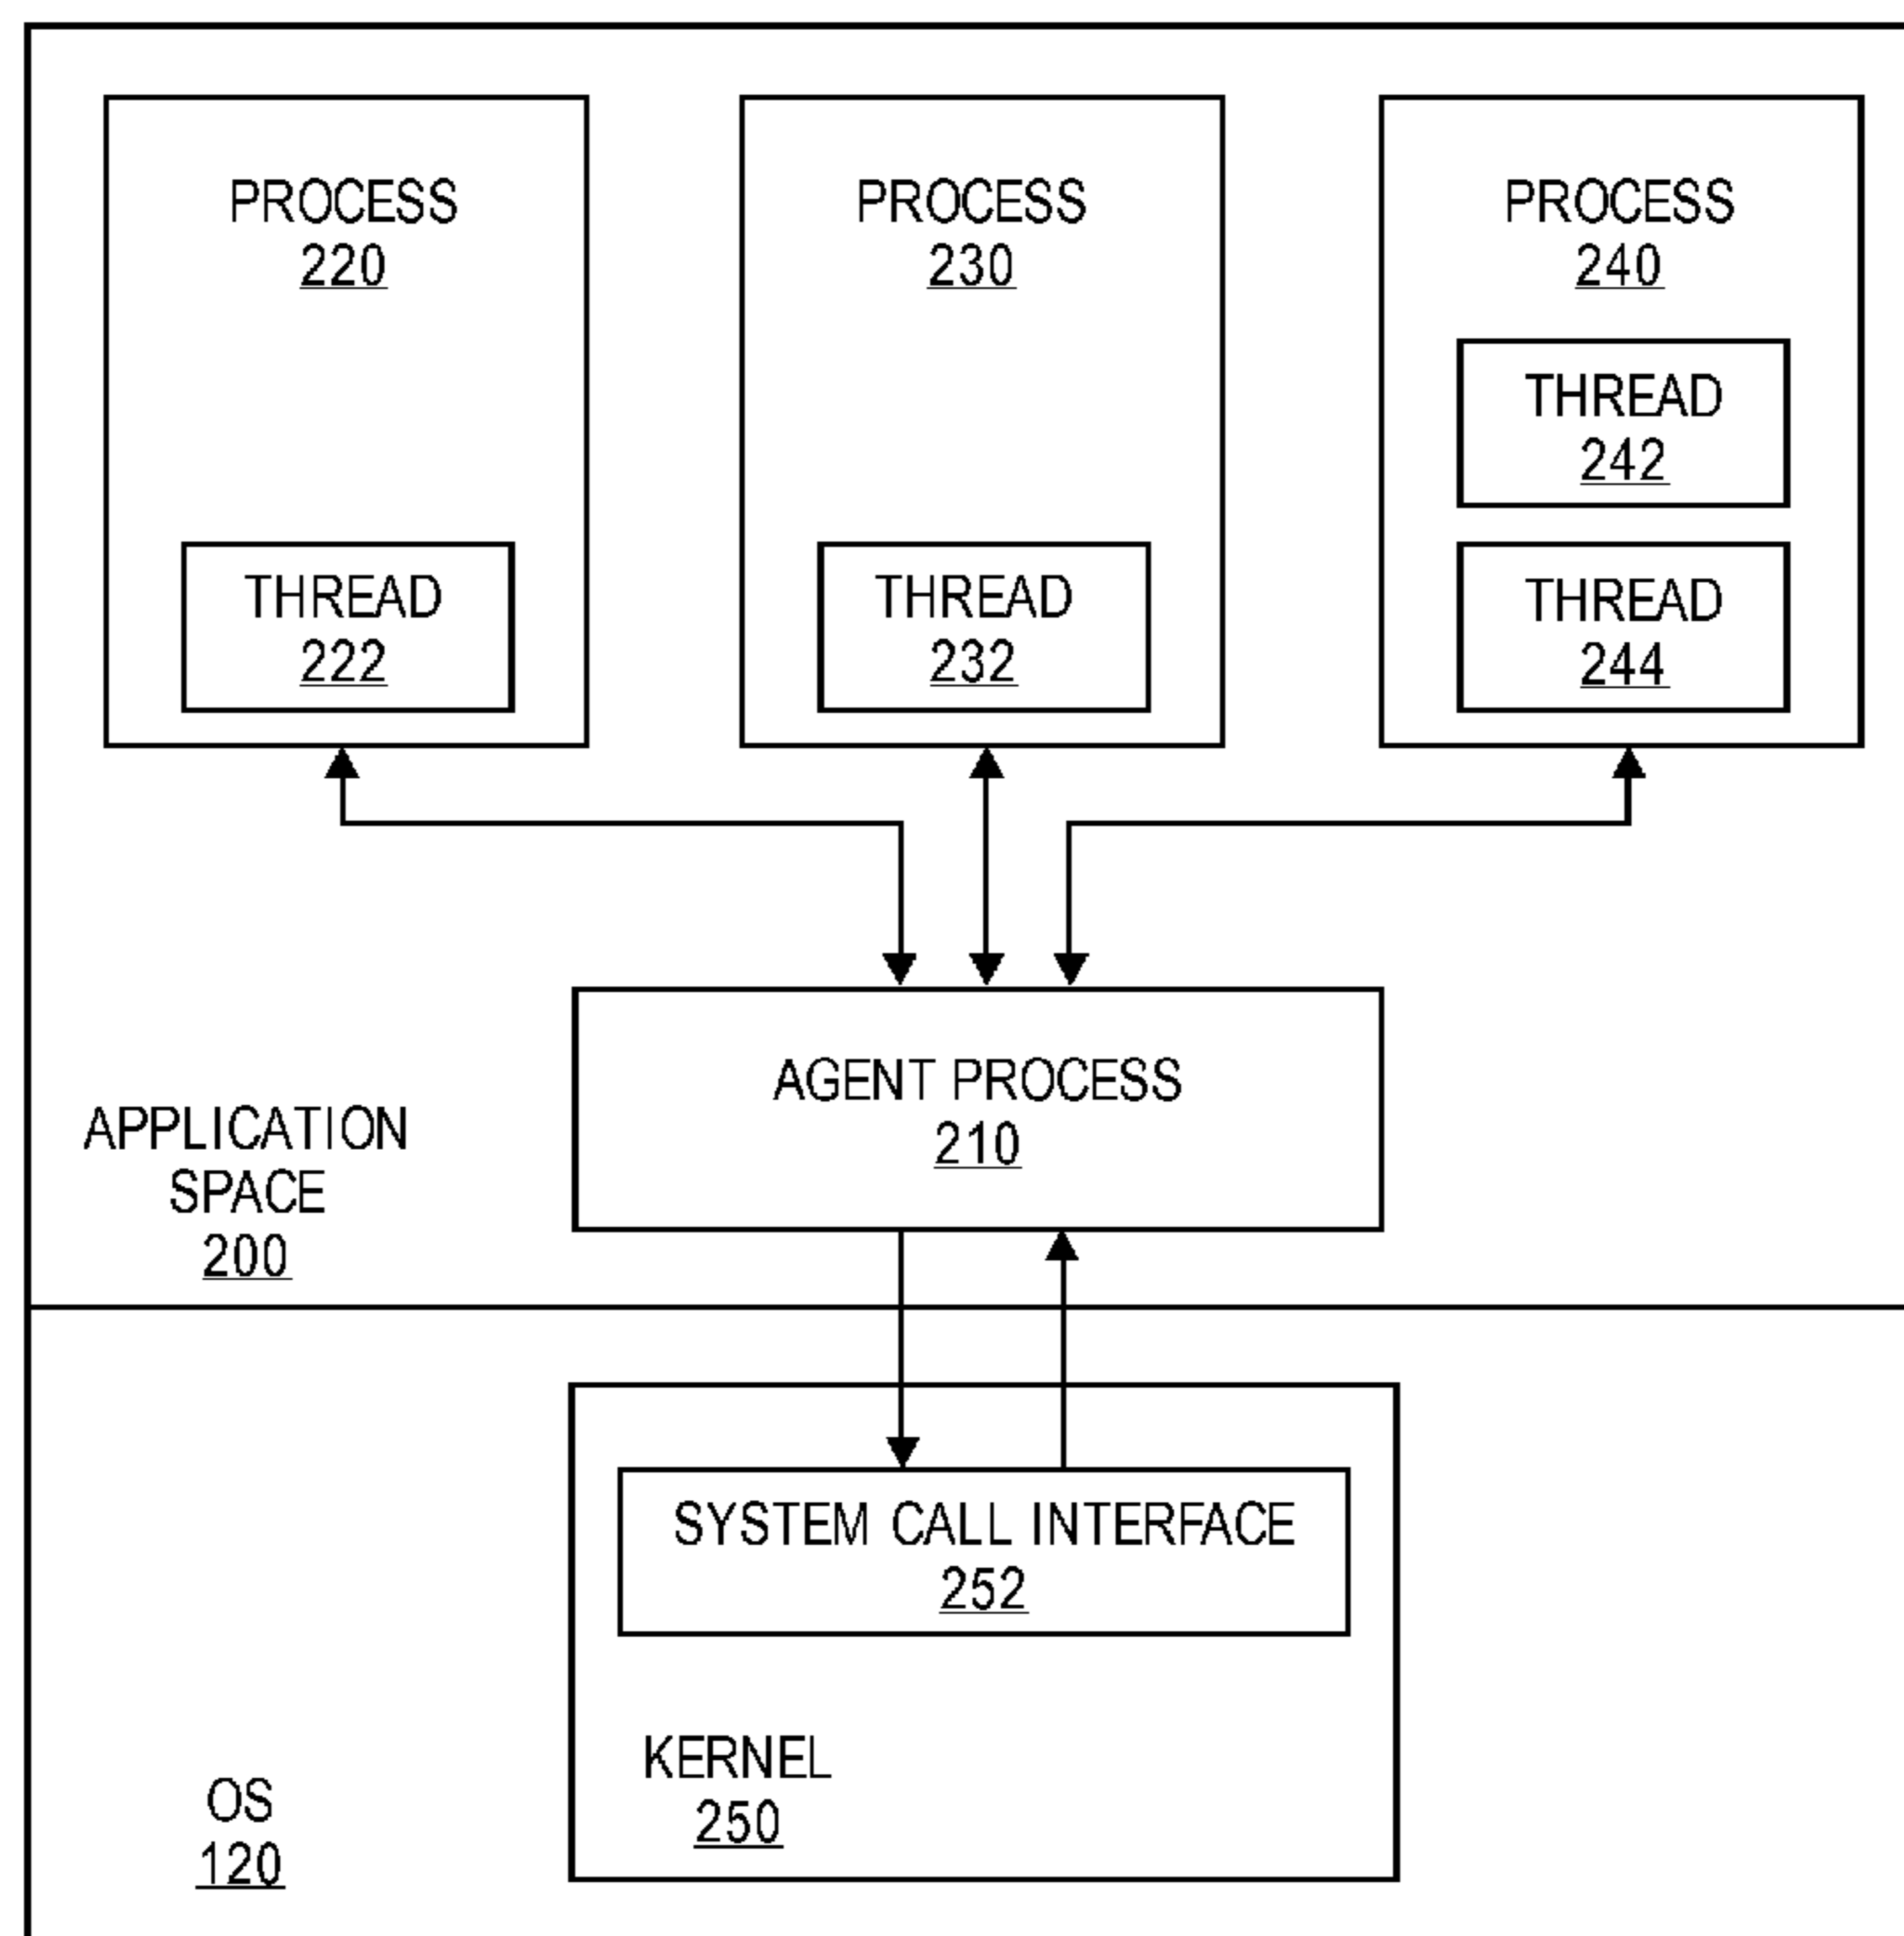 PROCESS
220
THREAD
222
PROCESS
230
THREAD
232
PROCESS
240
THREAD
242
THREAD
244
AGENT PROCESS
210
APPLICATION
SPACE
200
SYSTEM CALL INTERFACE
252
KERNEL
250
OS
120